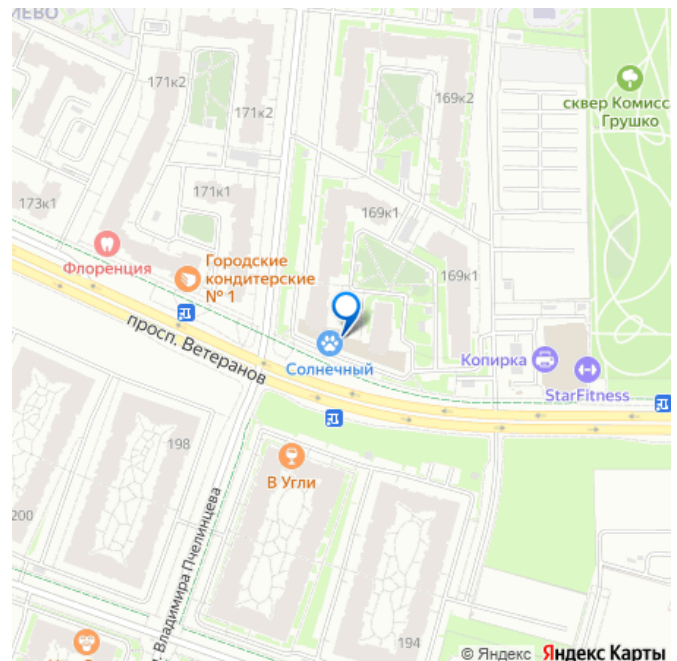 ИЕВО
171к2
171к2
169к2
сквер Комисс
Грушко
171к1
173к1
169к1
Флоренция
Городские
кондитерские
№ 1
169к1
просп. Ветеранов
Солнечный
Копирка
StarFitness
198
В Угли
200
Владимира Пчелинцева
194
© Яндекс Яндекс Карты